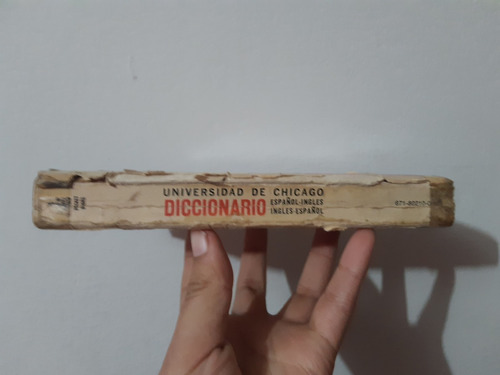 UNIVERSIDAD DE CHICAGO
DICCIONARIO
ESPAÑOL-INGLES
INGLES-ESPAÑOL